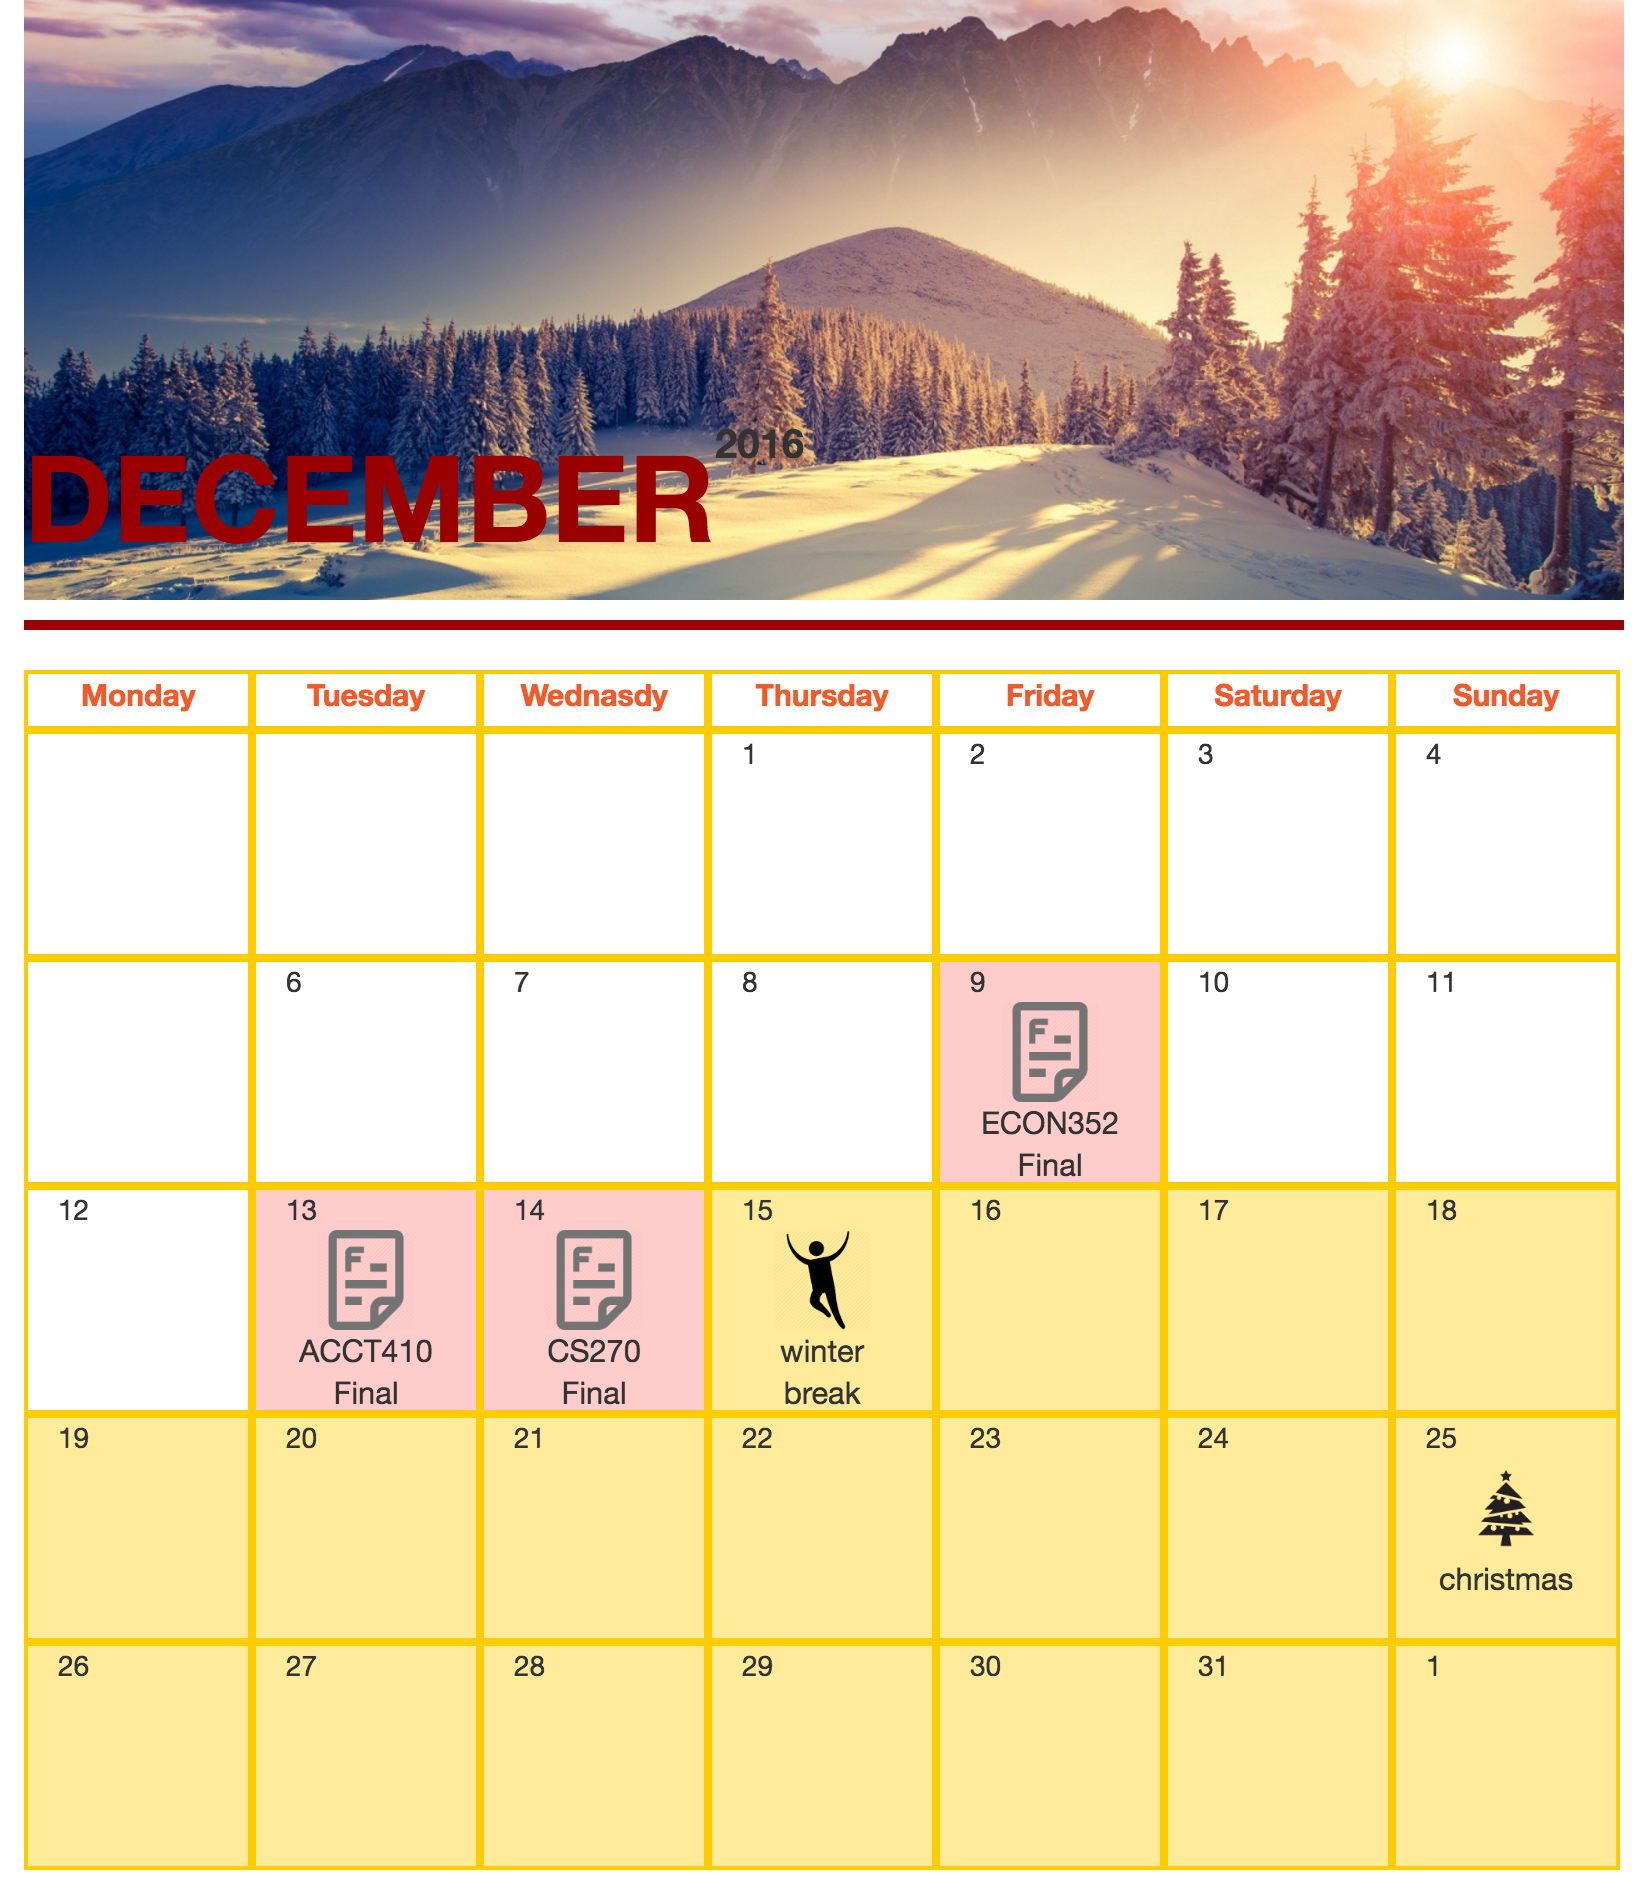 2016
DECEMBER
Monday Tuesday Wednasdy Thursday Friday Saturday Sunday
1 2 3 4
6 7 8 9 10 11
F
ECON352
Final
12 13 14 15 16 17 18
F F
ACCT410 CS270 winter
Final Final break
19 20 21 22 23 24 25
christmas
26 27 28 29 30 31 1